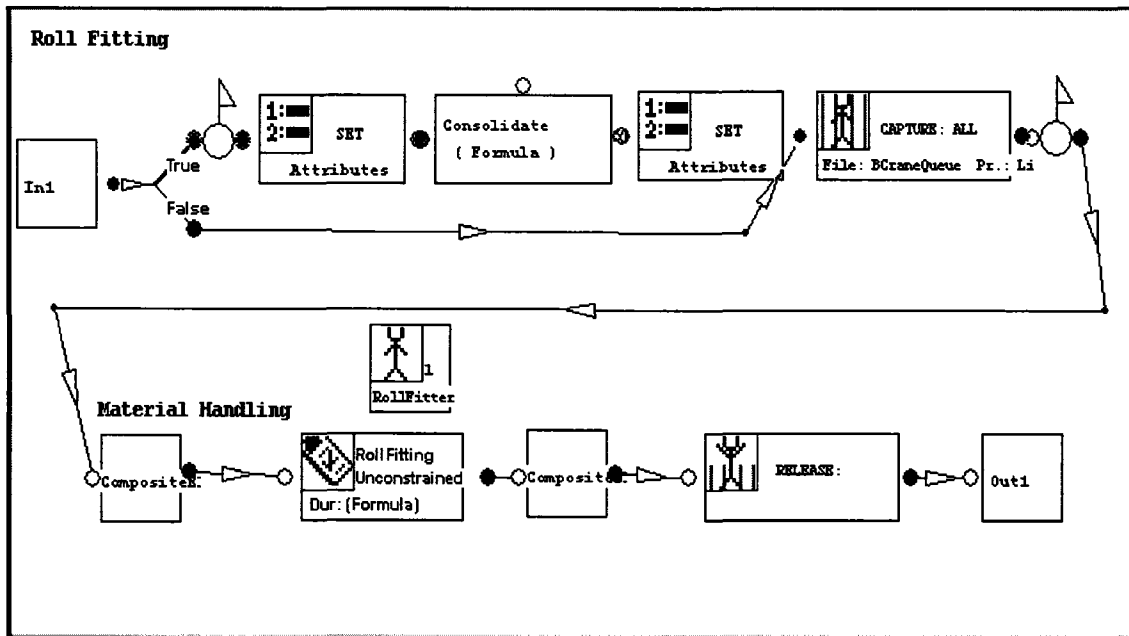 Roll Fitting
In1
True
False
1:
2:
SET
Attributes
Consolidate
( Formula )
1:
2:
SET
Attributes
CAPTURE: ALL
File: BCraneQueue Pr.: Li
1
RollFitter
Material Handling
Composite
Roll Fitting
Unconstrained
Dur: (Formula)
Composite
RELEASE:
Out1